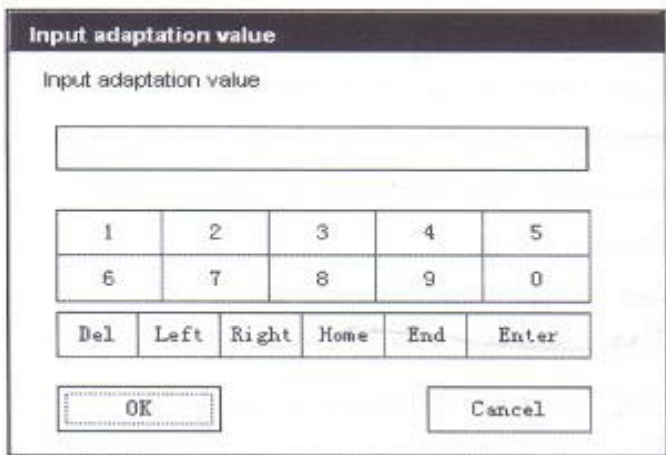 Input adaptation value
Input adaptation value
1 2 3 4 5
6 7 8 9 0
Del Left Right Home End Enter
OK Cancel